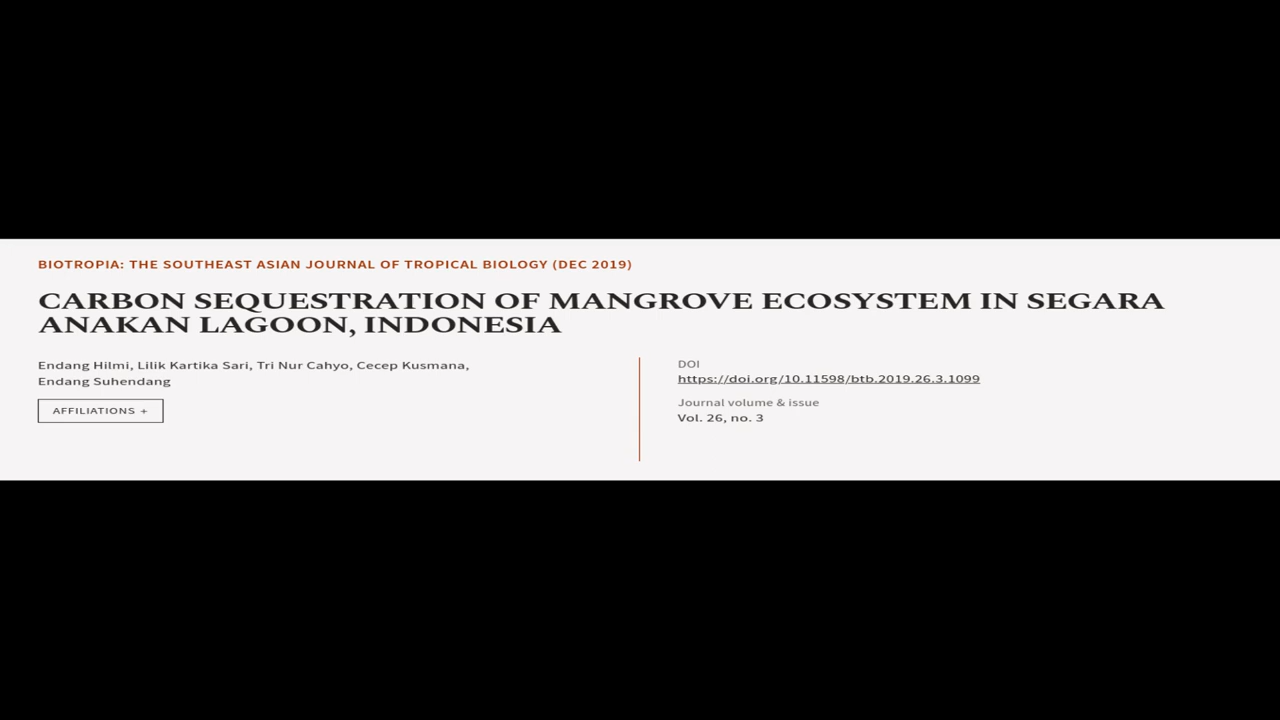 BIOTROPIA: THE SOUTHEAST ASIAN JOURNAL OF TROPICAL BIOLOGY (DEC 2019)
CARBON SEQUESTRATION OF MANGROVE ECOSYSTEM IN SEGARA
ANAKAN LAGOON, INDONESIA
Endang Hilmi, Lilik Kartika Sari, Tri Nur Cahyo, Cecep Kusmana,
Endang Suhendang
AFFILIATIONS +
DOI
https://doi.org/10.11598/btb.2019.26.3.1099
Journal volume & issue
Vol. 26, no. 3